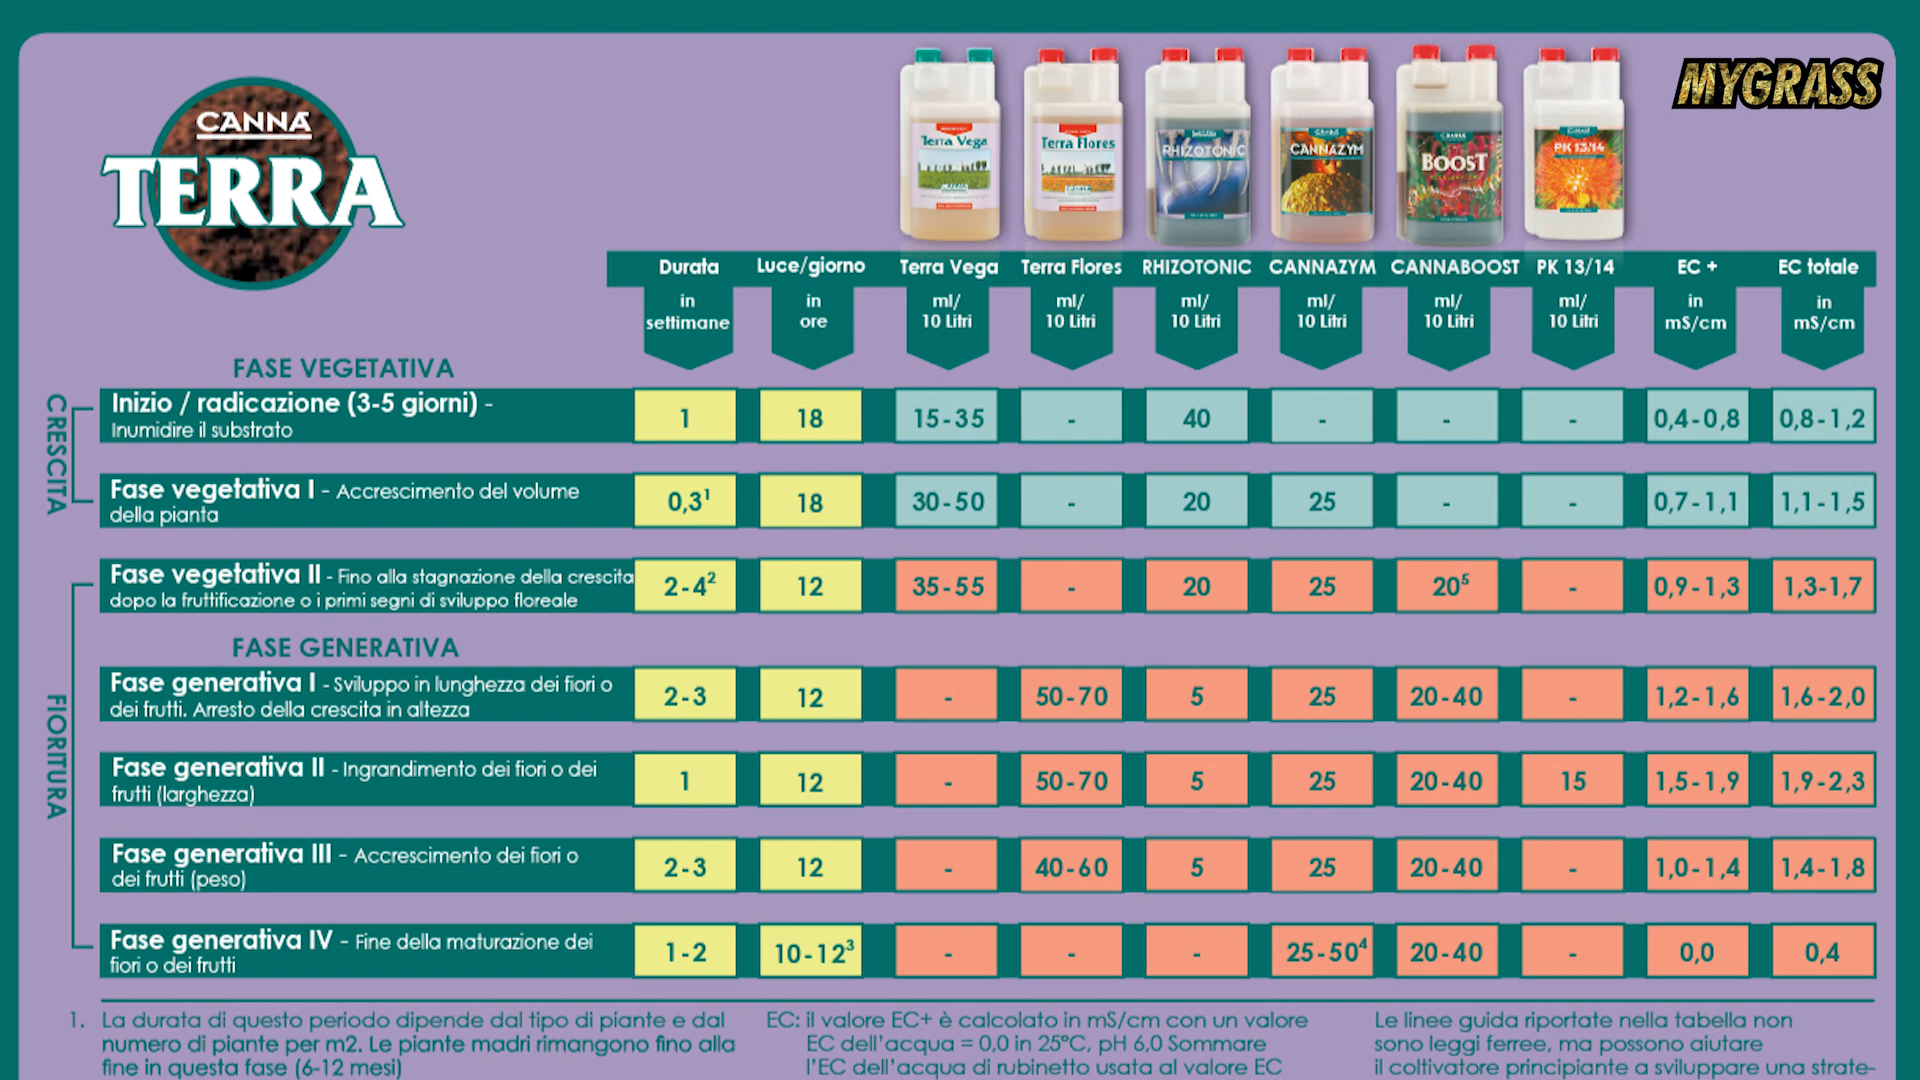 MYGRASS
CANNA
TERRA
Terra Vega
Terra Flores
RHIZOTONIC
CANNAZYM
BOOST
PK 13/14
Durata Luce/giorno Terra Vega Terra Flores RHIZOTONIC CANNAZYM CANNABOOST PK 13/14 EC + EC totale
in in ml/ ml/ ml/ ml/ ml/ ml/ in in
settimane ore 10 Litri 10 Litri 10 Litri 10 Litri 10 Litri 10 Litri mS/cm mS/cm
FASE VEGETATIVA
CRESCITA
Inizio / radicazione (3-5 giorni) -
Inumidire il substrato
1 18 15-35 - 40 - - - 0,4-0,8 0,8-1,2
Fase vegetativa I - Accrescimento del volume
della pianta
0,3¹ 18 30-50 - 20 25 - - 0,7-1,1 1,1-1,5
FIORITURA
Fase vegetativa II - Fino alla stagnazione della crescita
dopo la fruttificazione o i primi segni di sviluppo floreale
2-4² 12 35-55 - 20 25 20⁵ - 0,9-1,3 1,3-1,7
FASE GENERATIVA
Fase generativa I - Sviluppo in lunghezza dei fiori o
dei frutti. Arresto della crescita in altezza
2-3 12 - 50-70 5 25 20-40 - 1,2-1,6 1,6-2,0
Fase generativa II - Ingrandimento dei fiori o dei
frutti (larghezza)
1 12 - 50-70 5 25 20-40 15 1,5-1,9 1,9-2,3
Fase generativa III - Accrescimento dei fiori o
dei frutti (peso)
2-3 12 - 40-60 5 25 20-40 - 1,0-1,4 1,4-1,8
Fase generativa IV - Fine della maturazione dei
fiori o dei frutti
1-2 10-12³ - - - 25-50⁴ 20-40 - 0,0 0,4
1. La durata di questo periodo dipende dal tipo di piante e dal
numero di piante per m2. Le piante madri rimangono fino alla
fine in questa fase (6-12 mesi)
EC: il valore EC+ è calcolato in mS/cm con un valore
EC dell'acqua = 0,0 in 25°C, pH 6,0 Sommare
l'EC dell'acqua di rubinetto usata al valore EC
Le linee guida riportate nella tabella non
sono leggi ferree, ma possono aiutare
il coltivatore principiante a sviluppare una strate-